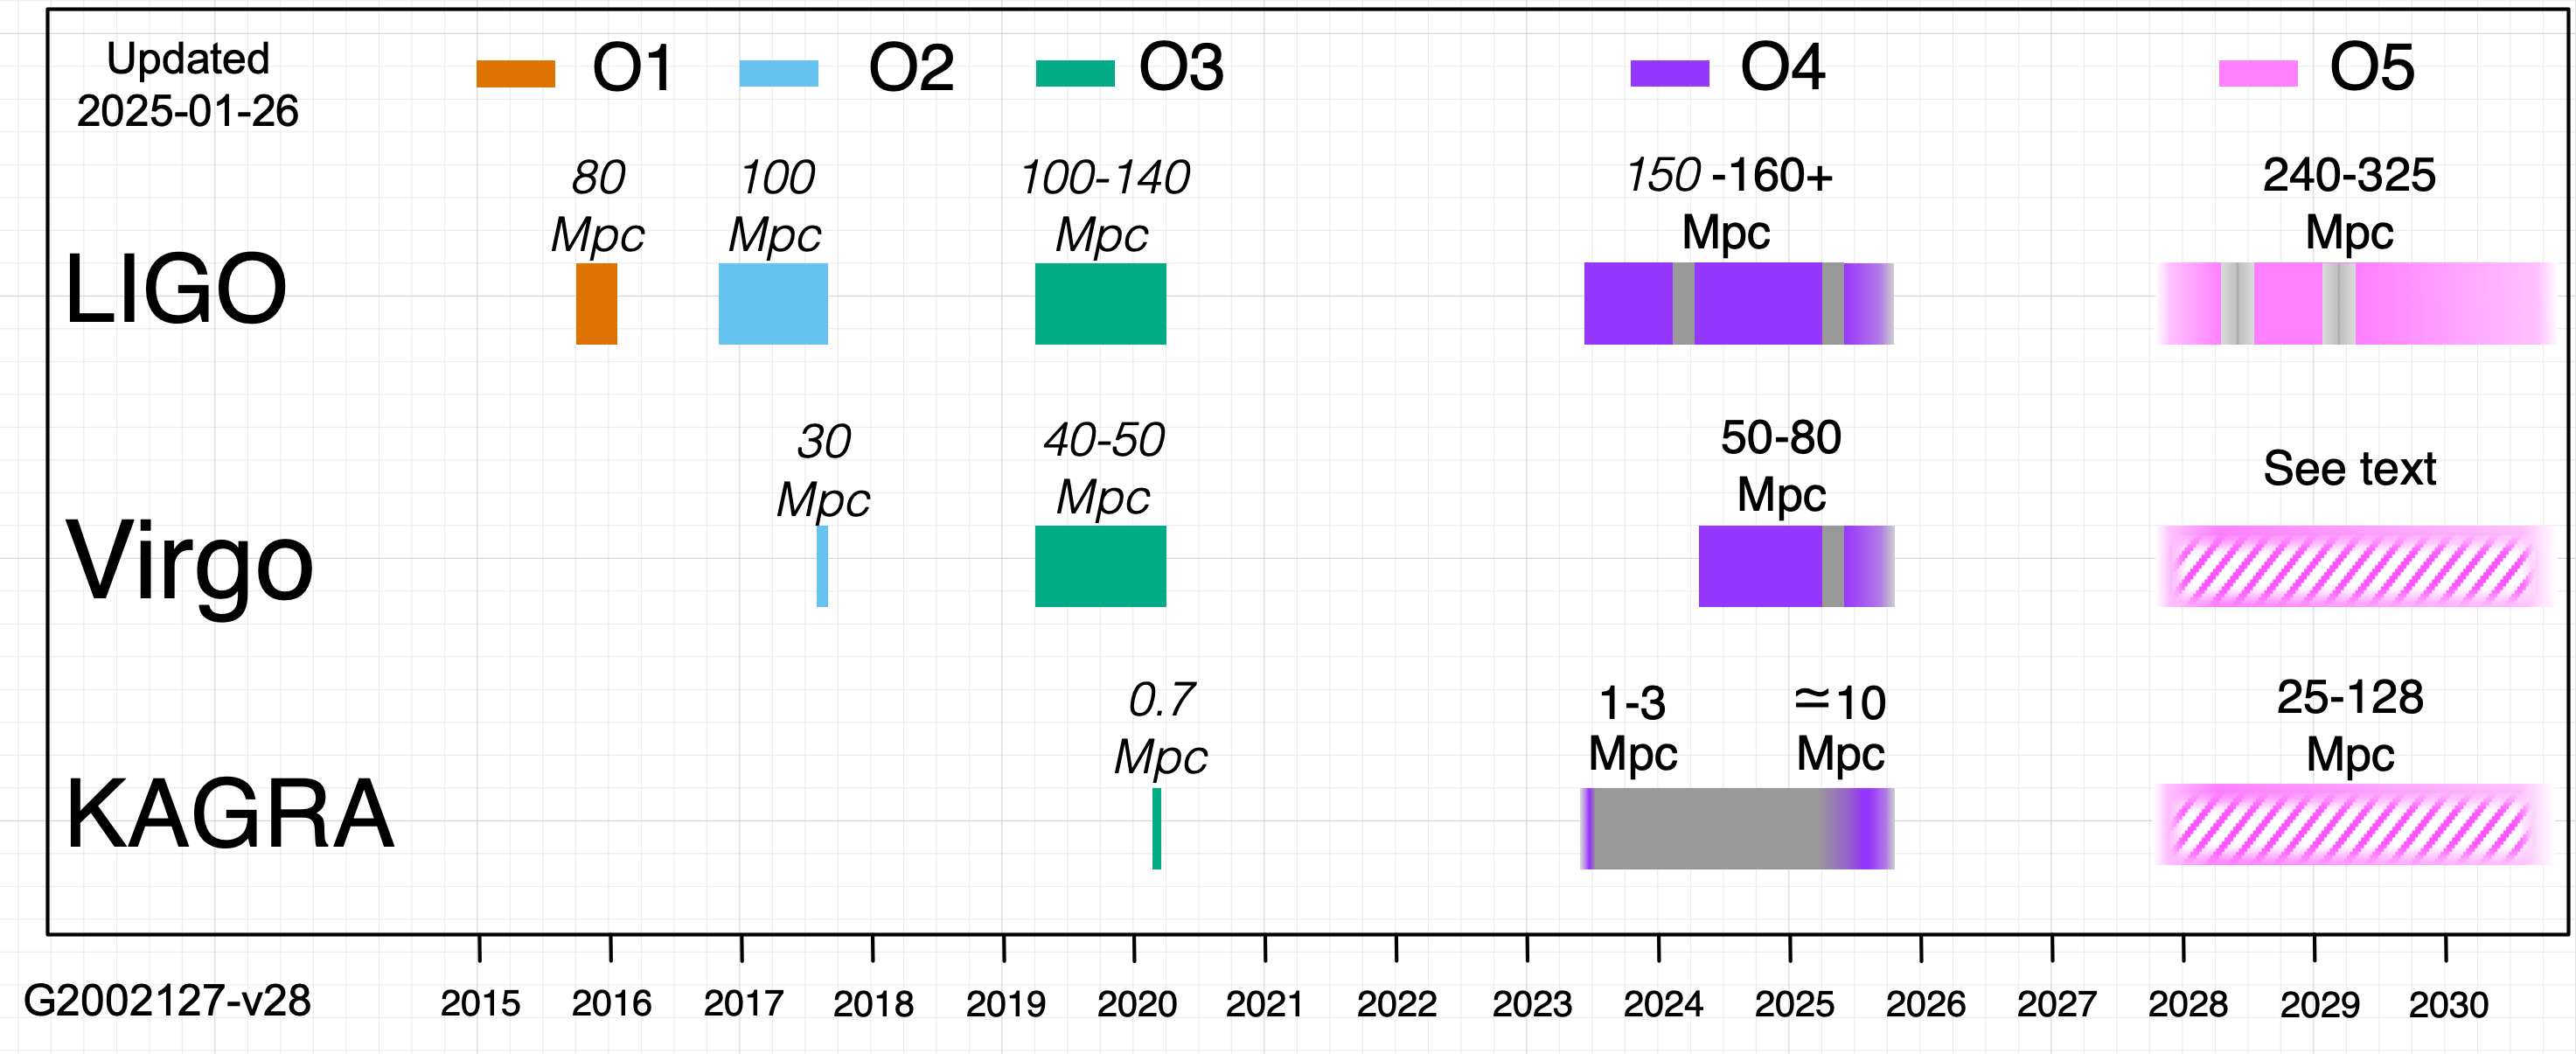 Updated
2025-01-26
O1
O2
O3
O4
O5
LIGO
80
Mpc
100
Mpc
100-140
Mpc
150 -160+
Mpc
240-325
Mpc
Virgo
30
Mpc
40-50
Mpc
50-80
Mpc
See text
KAGRA
0.7
Mpc
1-3
Mpc
≃10
Mpc
25-128
Mpc
G2002127-v28
2015 2016 2017 2018 2019 2020 2021 2022 2023 2024 2025 2026 2027 2028 2029 2030